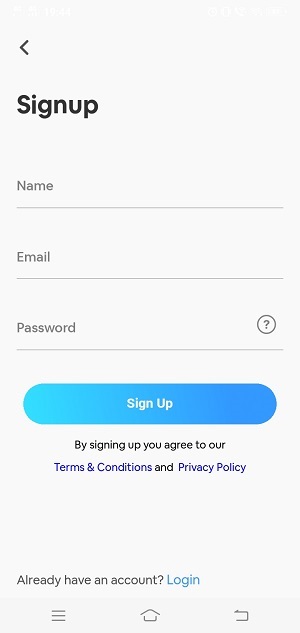 Signup
Name
Email
Password
?
Sign Up
By signing up you agree to our
Terms & Conditions and Privacy Policy
Already have an account? Login